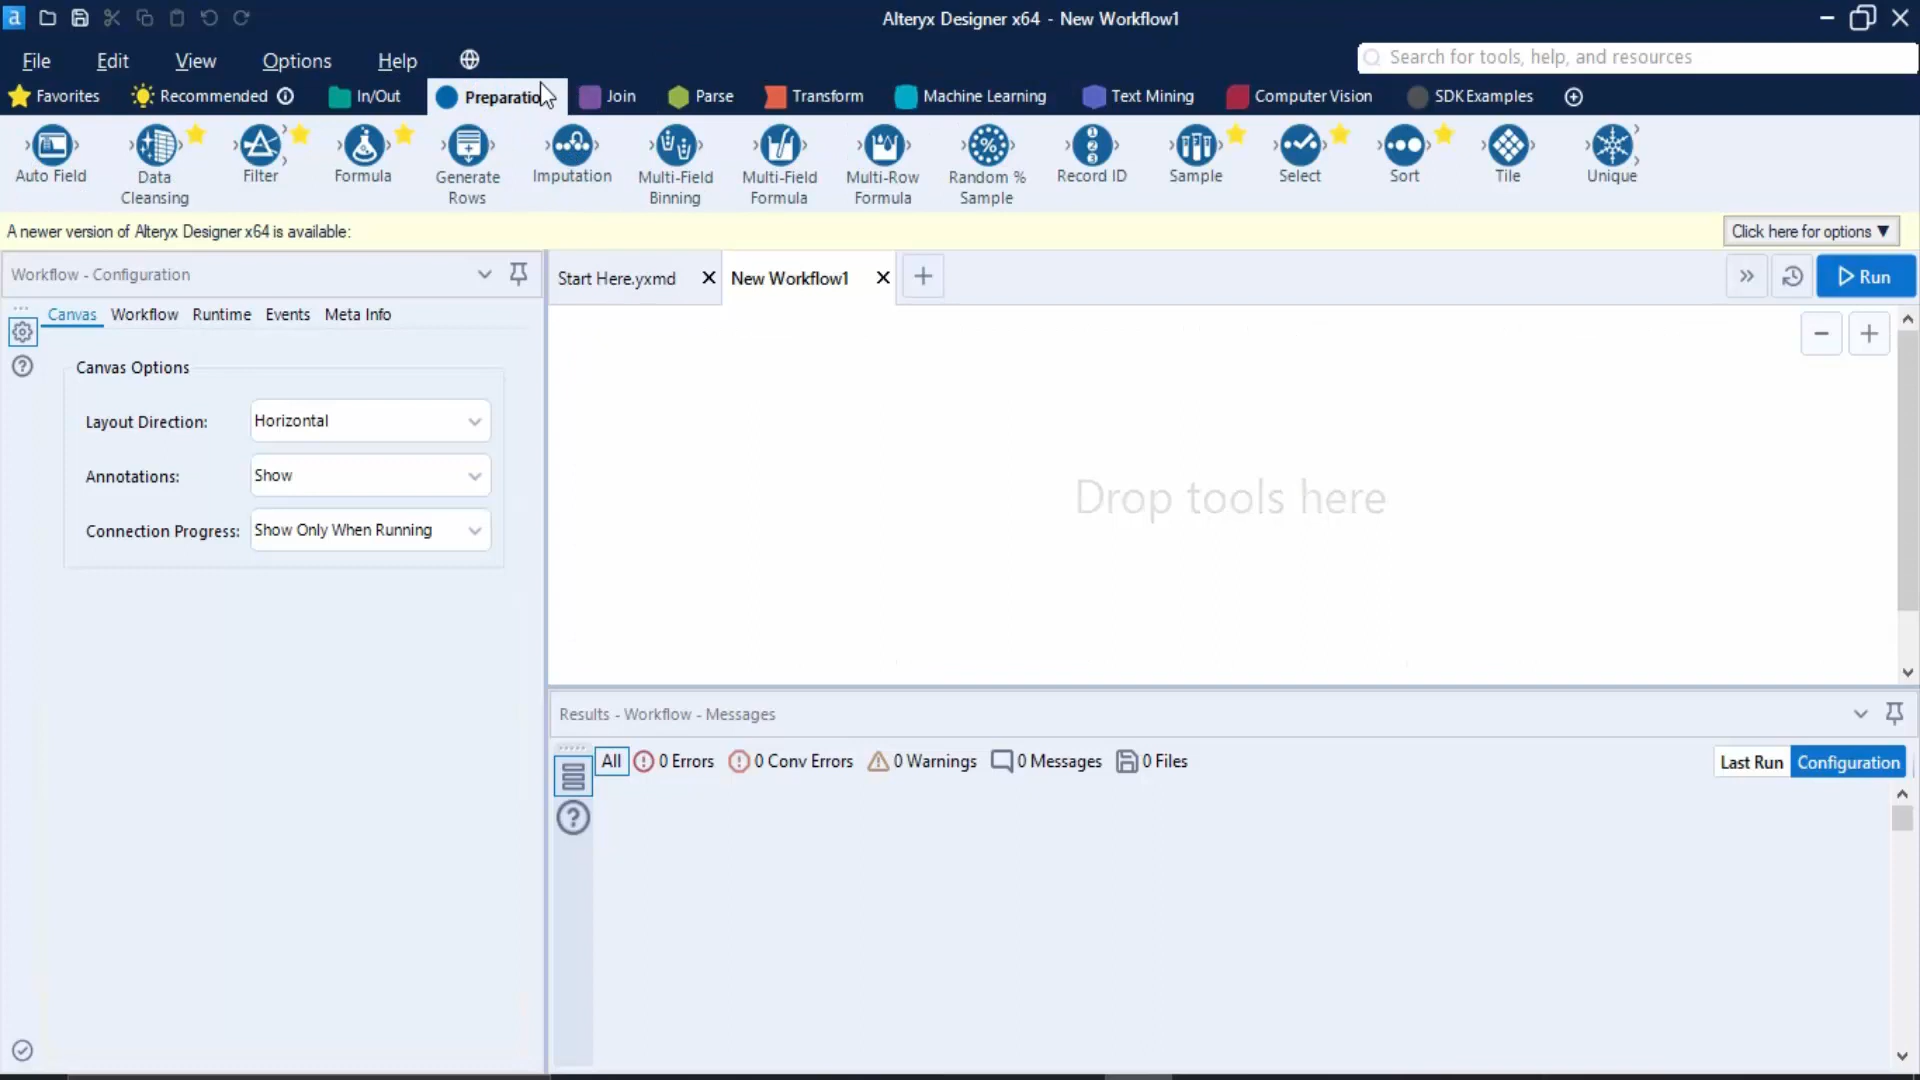 a Alteryx Designer x64 - New Workflow1
File Edit View Options Help Search for tools, help, and resources
Favorites Recommended In/Out Preparation Join Parse Transform Machine Learning Text Mining Computer Vision SDKExamples
Auto Field Data Cleansing Filter Formula Generate Rows Imputation Multi-Field Binning Multi-Field Formula Multi-Row Formula Random % Sample Record ID Sample Select Sort Tile Unique
A newer version of Alteryx Designer x64 is available: Click here for options ▼
Workflow - Configuration
Start Here.yxmd New Workflow1 Run
Canvas Workflow Runtime Events Meta Info
Canvas Options
Layout Direction: Horizontal
Annotations: Show
Connection Progress: Show Only When Running
Drop tools here
Results - Workflow - Messages
All 0 Errors 0 Conv Errors 0 Warnings 0 Messages 0 Files Last Run Configuration